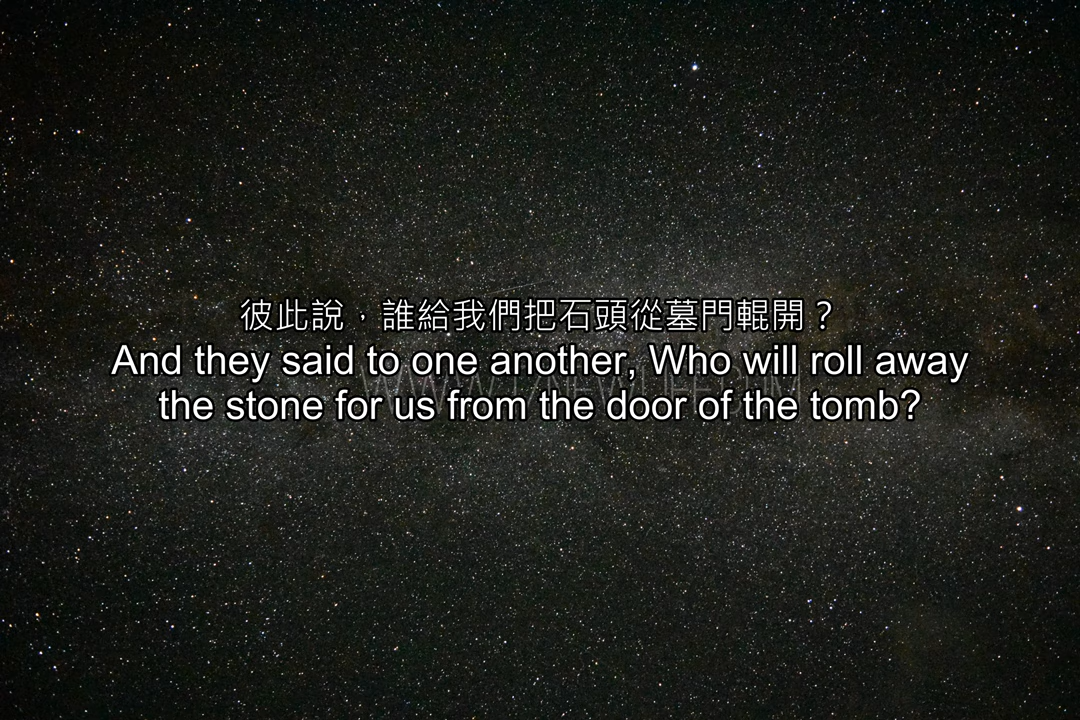 彼此說，誰給我們把石頭從墓門輥開？
And they said to one another, Who will roll away
the stone for us from the door of the tomb?